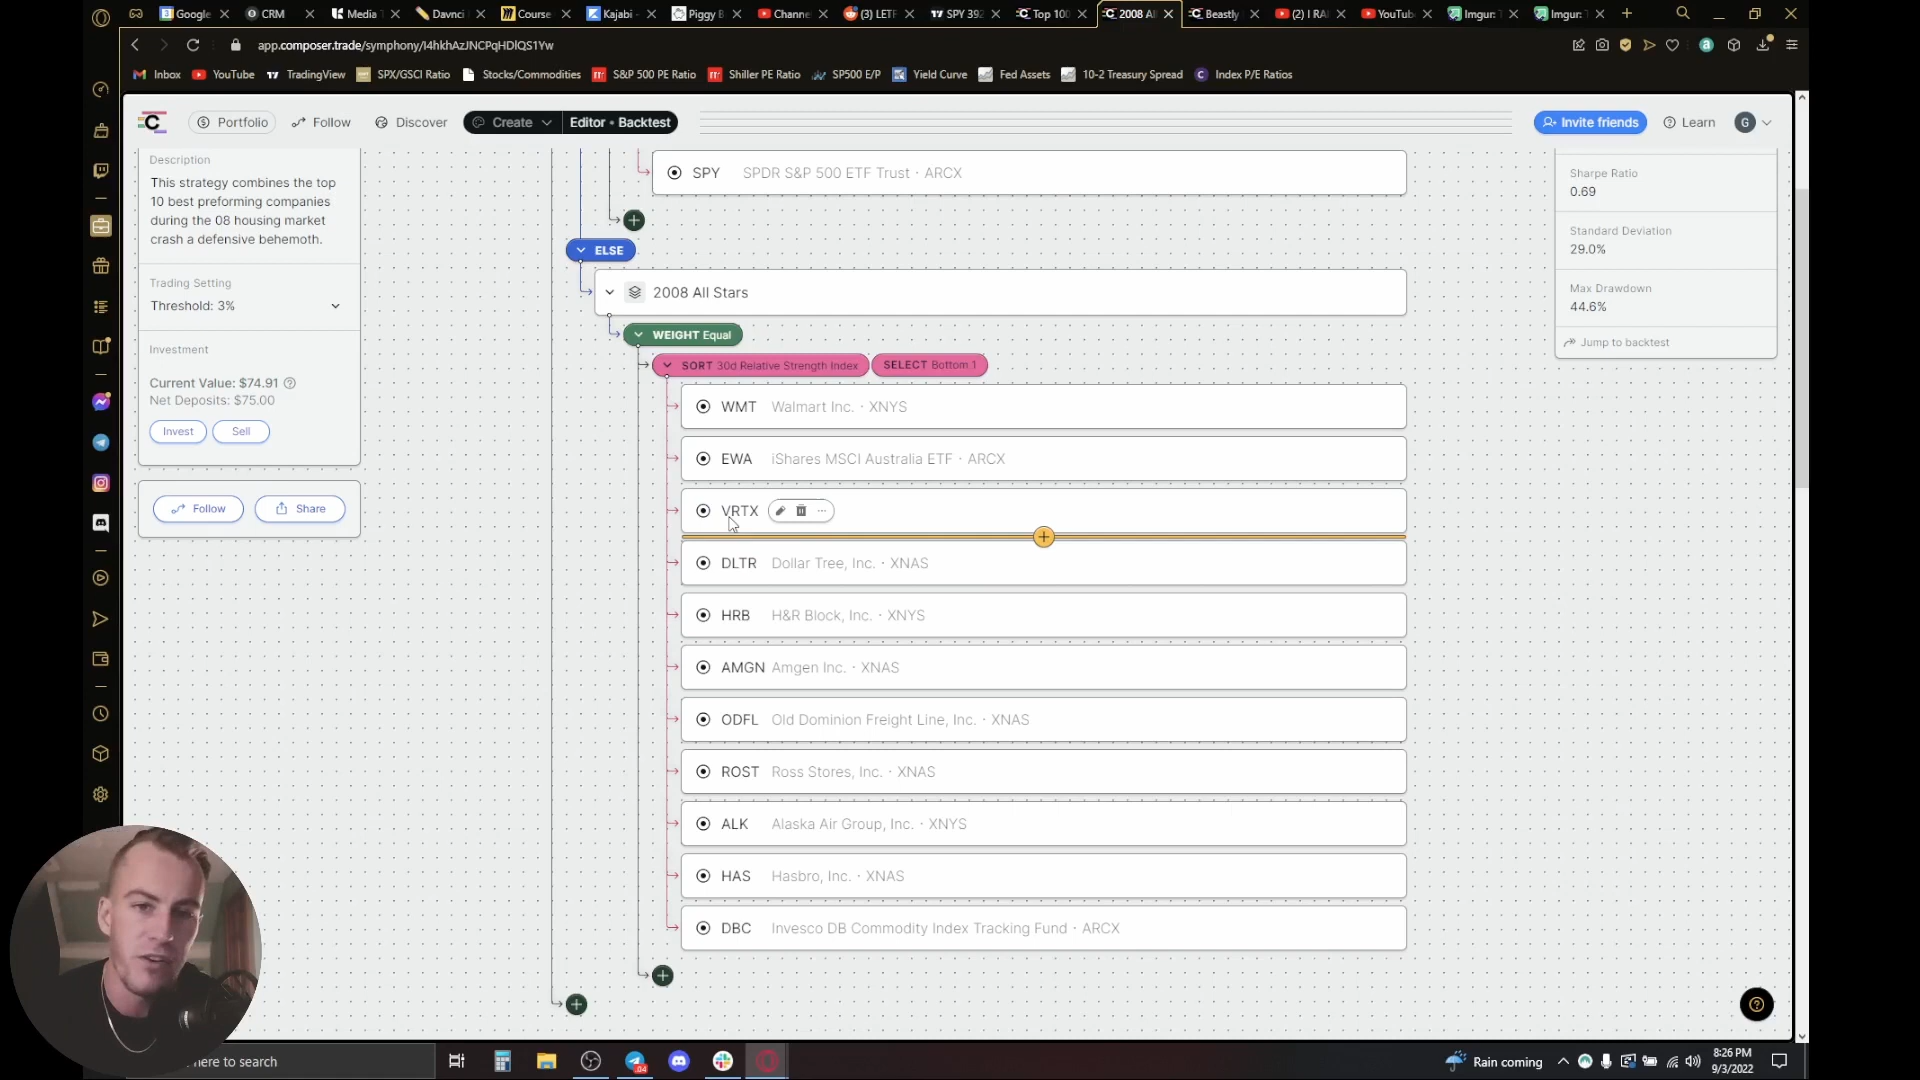 Google
CRM
Media T
Davnci
Course
Kajabi -
Piggy B
Channe
(3) LETF
SPY 392
Top 100
2008 Al
Beastly
(2) I RA
YouTub
Imgur: T
Imgur: T
app.composer.trade/symphony/I4hkhAzJNCPqHDlQS1Yw
Inbox
YouTube
TradingView
SPX/GSCI Ratio
Stocks/Commodities
S&P 500 PE Ratio
Shiller PE Ratio
SP500 E/P
Yield Curve
Fed Assets
10-2 Treasury Spread
Index P/E Ratios
Portfolio
Follow
Discover
Create
Editor • Backtest
Invite friends
Learn
G
Description
This strategy combines the top
10 best preforming companies
during the 08 housing market
crash a defensive behemoth.
Trading Setting
Threshold: 3%
Investment
Current Value: $74.91
Net Deposits: $75.00
Invest
Sell
Follow
Share
SPY SPDR S&P 500 ETF Trust · ARCX
ELSE
2008 All Stars
WEIGHT Equal
SORT 30d Relative Strength Index
SELECT Bottom 1
WMT Walmart Inc. · XNYS
EWA iShares MSCI Australia ETF · ARCX
VRTX
DLTR Dollar Tree, Inc. · XNAS
HRB H&R Block, Inc. · XNYS
AMGN Amgen Inc. · XNAS
ODFL Old Dominion Freight Line, Inc. · XNAS
ROST Ross Stores, Inc. · XNAS
ALK Alaska Air Group, Inc. · XNYS
HAS Hasbro, Inc. · XNAS
DBC Invesco DB Commodity Index Tracking Fund · ARCX
Sharpe Ratio
0.69
Standard Deviation
29.0%
Max Drawdown
44.6%
Jump to backtest
here to search
Rain coming
8:26 PM
9/3/2022